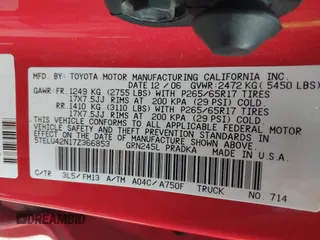 MFD. BY: TOYOTA MOTOR MANUFACTURING CALIFORNIA INC.
DATE 12 / 06 GVWR: 2472 KG ( 5450 LBS)
GAWR: FR. 1249 KG (2755 LBS) WITH P265/65R17 TIRES
17X7.5JJ RIMS AT 200 KPA (29 PSI) COLD
RR. 1410 KG (3110 LBS) WITH P265/65R17 TIRES
17X7.5JJ RIMS AT 200 KPA (29 PSI) COLD
THIS VEHICLE CONFORMS TO ALL APPLICABLE FEDERAL
MOTOR VEHICLE SAFETY STANDARDS IN EFFECT ON THE
DATE OF MANUFACTURE SHOWN ABOVE.
5TELU42N17Z366853 GRN245L PRADKA MADE IN U.S.A.
C/TR 3L5/FM13 A/TM A04C/A750F TRUCK NO. 714